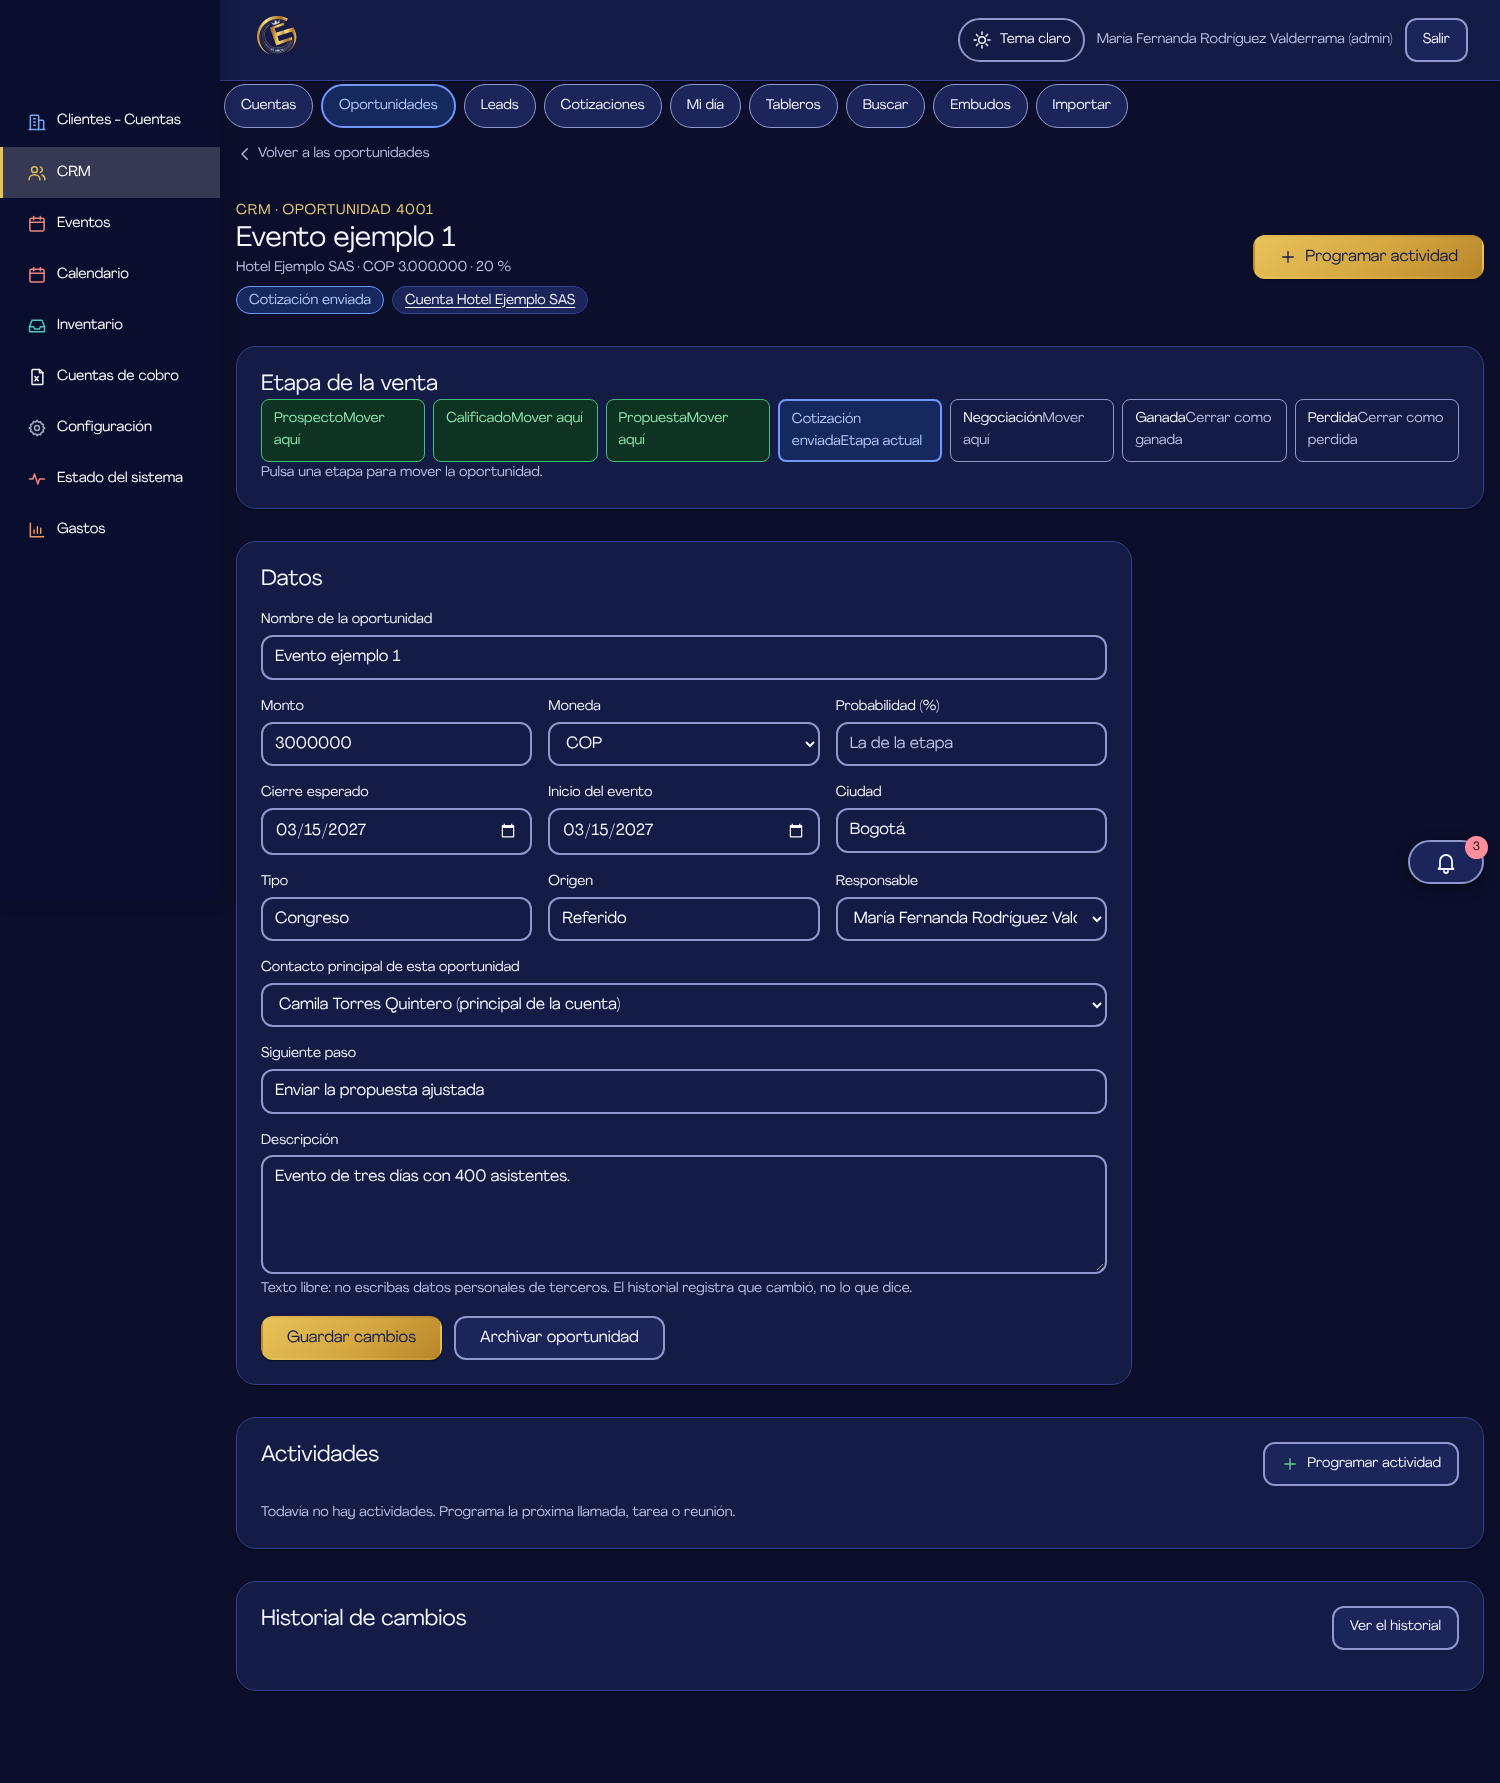 Tema claro
María Fernanda Rodríguez Valderrama (admin)
Salir
Clientes - Cuentas
CRM
Eventos
Calendario
Inventario
Cuentas de cobro
Configuración
Estado del sistema
Gastos
Cuentas
Oportunidades
Leads
Cotizaciones
Mi día
Tableros
Buscar
Embudos
Importar
Volver a las oportunidades
CRM · OPORTUNIDAD 4001
Evento ejemplo 1
Hotel Ejemplo SAS · COP 3.000.000 · 20 %
Cotización enviada
Cuenta Hotel Ejemplo SAS
Programar actividad
Etapa de la venta
ProspectoMover
aquí
CalificadoMover aquí
PropuestaMover
aquí
Cotización
enviadaEtapa actual
NegociaciónMover
aquí
GanadaCerrar como
ganada
PerdidaCerrar como
perdida
Pulsa una etapa para mover la oportunidad.
Datos
Nombre de la oportunidad
Evento ejemplo 1
Monto
Moneda
Probabilidad (%)
3000000
COP
La de la etapa
Cierre esperado
Inicio del evento
Ciudad
03/15/2027
03/15/2027
Bogotá
Tipo
Origen
Responsable
Congreso
Referido
María Fernanda Rodríguez Val
Contacto principal de esta oportunidad
Camila Torres Quintero (principal de la cuenta)
Siguiente paso
Enviar la propuesta ajustada
Descripción
Evento de tres días con 400 asistentes.
Texto libre: no escribas datos personales de terceros. El historial registra que cambió, no lo que dice.
Guardar cambios
Archivar oportunidad
3
Actividades
Programar actividad
Todavía no hay actividades. Programa la próxima llamada, tarea o reunión.
Historial de cambios
Ver el historial